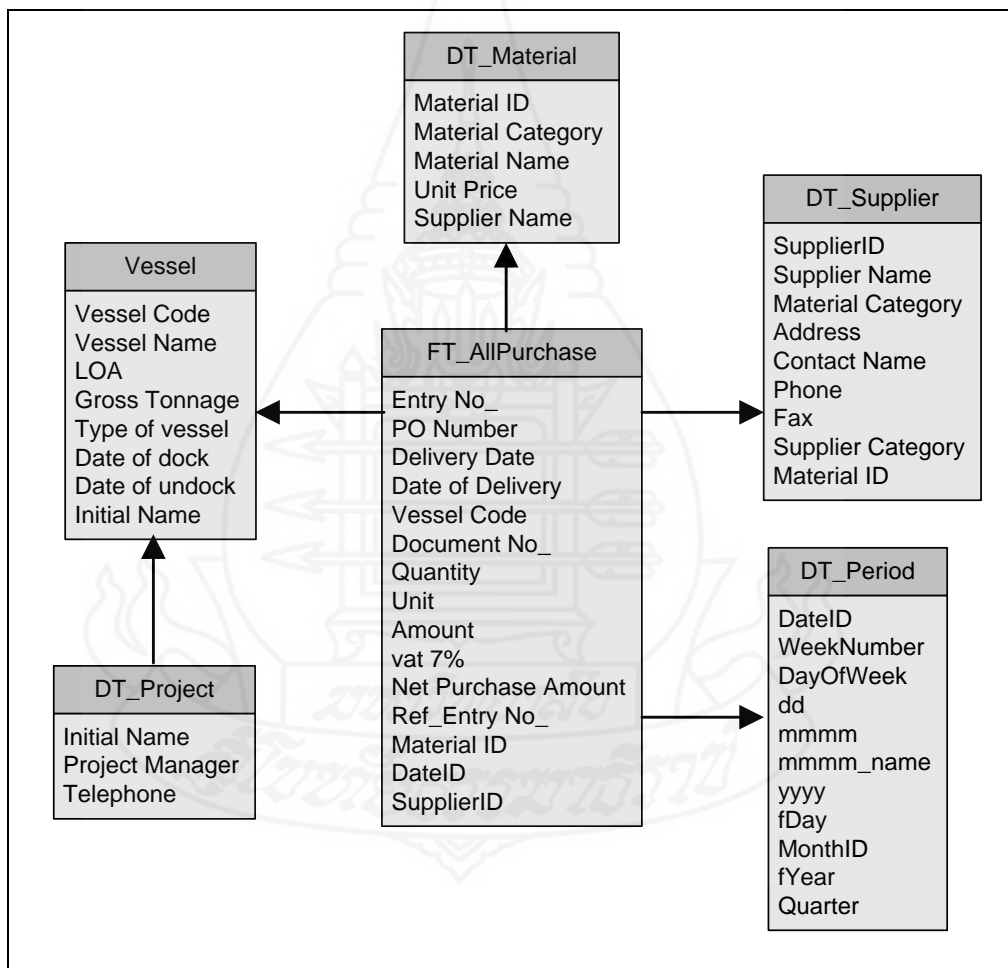 DT_Material
Material ID
Material Category
Material Name
Unit Price
Supplier Name
DT_Supplier
SupplierID
Supplier Name
Material Category
Address
Contact Name
Phone
Fax
Supplier Category
Material ID
Vessel
Vessel Code
Vessel Name
LOA
Gross Tonnage
Type of vessel
Date of dock
Date of undock
Initial Name
FT_AllPurchase
Entry No_
PO Number
Delivery Date
Date of Delivery
Vessel Code
Document No_
Quantity
Unit
Amount
vat 7%
Net Purchase Amount
Ref_Entry No_
Material ID
DateID
SupplierID
DT_Period
DateID
WeekNumber
DayOfWeek
dd
mmmm
mmmm_name
yyyy
fDay
MonthID
fYear
Quarter
DT_Project
Initial Name
Project Manager
Telephone